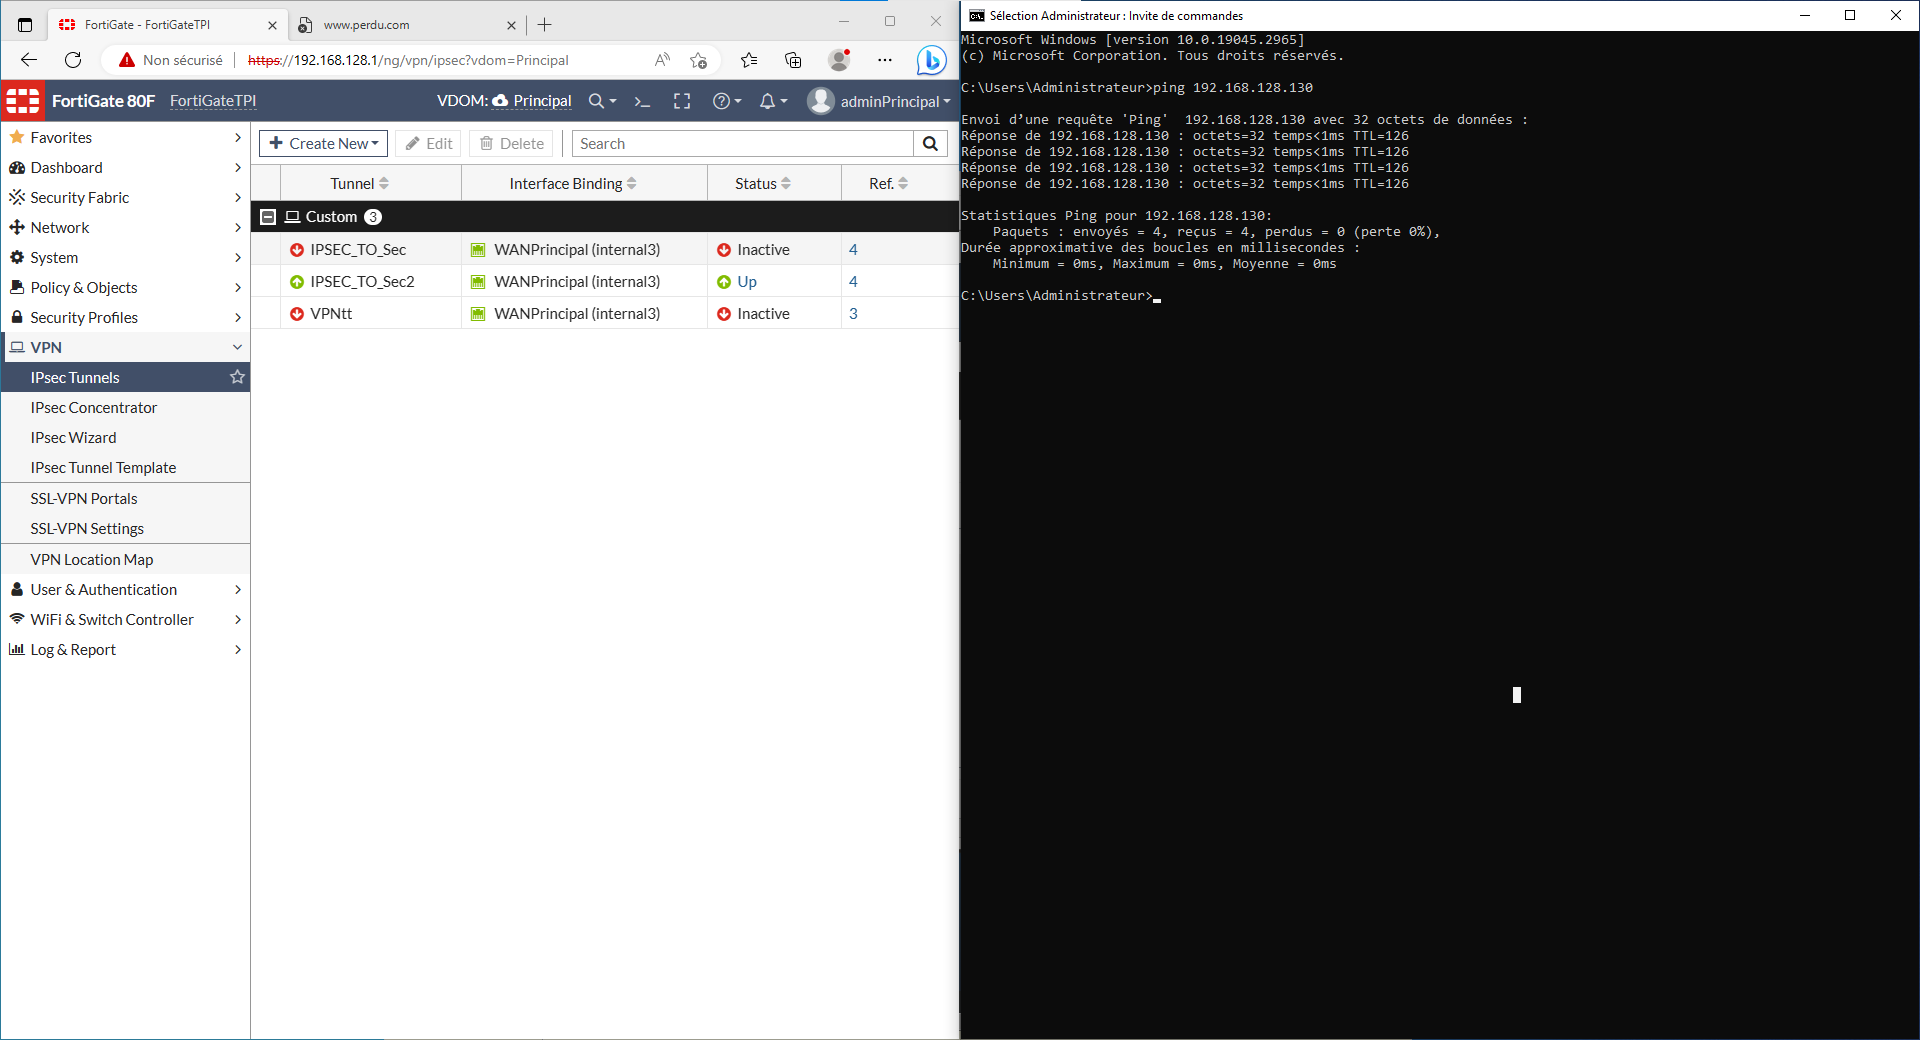 FortiGate - FortiGateTPI
www.perdu.com
Non sécurisé
https://192.168.128.1/ng/vpn/ipsec?vdom=Principal
FortiGate 80F FortiGateTPI
VDOM: Principal
adminPrincipal
Favorites
Dashboard
Security Fabric
Network
System
Policy & Objects
Security Profiles
VPN
IPsec Tunnels
IPsec Concentrator
IPsec Wizard
IPsec Tunnel Template
SSL-VPN Portals
SSL-VPN Settings
VPN Location Map
User & Authentication
WiFi & Switch Controller
Log & Report
Create New Edit Delete Search
Tunnel Interface Binding Status Ref.
Custom 3
IPSEC_TO_Sec WANPrincipal (internal3) Inactive 4
IPSEC_TO_Sec2 WANPrincipal (internal3) Up 4
VPNtt WANPrincipal (internal3) Inactive 3
Sélection Administrateur : Invite de commandes
Microsoft Windows [version 10.0.19045.2965]
(c) Microsoft Corporation. Tous droits réservés.
C:\Users\Administrateur>ping 192.168.128.130
Envoi d’une requête 'Ping'  192.168.128.130 avec 32 octets de données :
Réponse de 192.168.128.130 : octets=32 temps<1ms TTL=126
Réponse de 192.168.128.130 : octets=32 temps<1ms TTL=126
Réponse de 192.168.128.130 : octets=32 temps<1ms TTL=126
Réponse de 192.168.128.130 : octets=32 temps<1ms TTL=126
Statistiques Ping pour 192.168.128.130:
    Paquets : envoyés = 4, reçus = 4, perdus = 0 (perte 0%),
Durée approximative des boucles en millisecondes :
    Minimum = 0ms, Maximum = 0ms, Moyenne = 0ms
C:\Users\Administrateur>